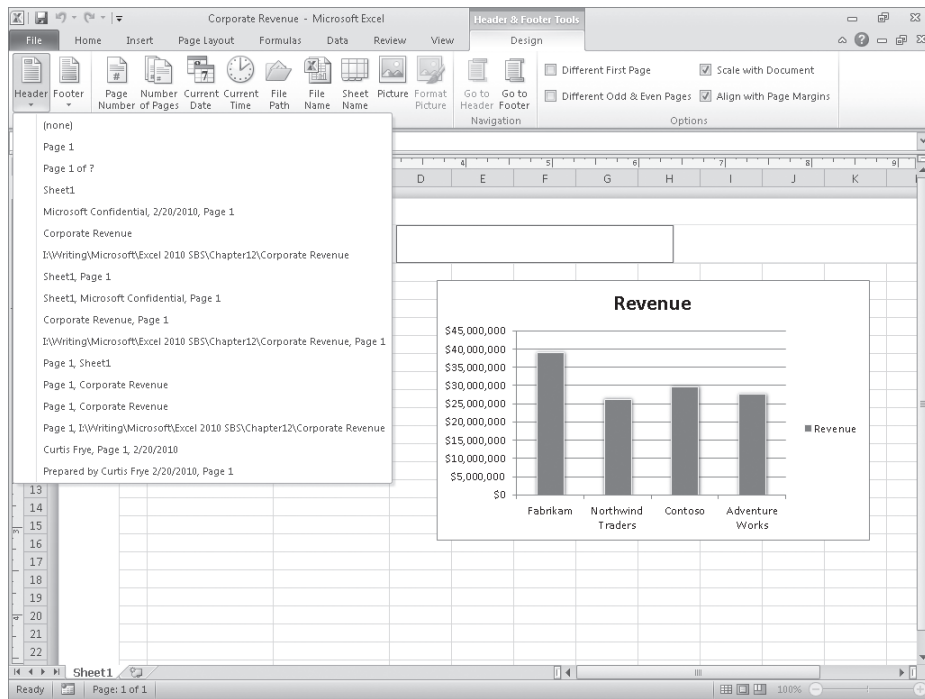 Corporate Revenue - Microsoft Excel
Header & Footer Tools
File Home Insert Page Layout Formulas Data Review View Design
Header Footer
Page Number
Number of Pages
Current Date
Current Time
File Path
File Name
Sheet Name
Picture
Format Picture
Go to Header
Go to Footer
Different First Page
Scale with Document
Different Odd & Even Pages
Align with Page Margins
Navigation
Options
(none)
Page 1
Page 1 of ?
Sheet1
Microsoft Confidential, 2/20/2010, Page 1
Corporate Revenue
I:\Writing\Microsoft\Excel 2010 SBS\Chapter12\Corporate Revenue
Sheet1, Page 1
Sheet1, Microsoft Confidential, Page 1
Corporate Revenue, Page 1
I:\Writing\Microsoft\Excel 2010 SBS\Chapter12\Corporate Revenue, Page 1
Page 1, Sheet1
Page 1, Corporate Revenue
Page 1, Corporate Revenue
Page 1, I:\Writing\Microsoft\Excel 2010 SBS\Chapter12\Corporate Revenue
Curtis Frye, Page 1, 2/20/2010
Prepared by Curtis Frye 2/20/2010, Page 1
4 5 6 7 8 9
D E F G H I J K
Revenue
$45,000,000
$40,000,000
$35,000,000
$30,000,000
$25,000,000
$20,000,000
$15,000,000
$10,000,000
$5,000,000
$0
Fabrikam
Northwind Traders
Contoso
Adventure Works
Revenue
13
14
15
16
17
18
19
20
21
22
Sheet1
Ready
Page: 1 of 1
100%